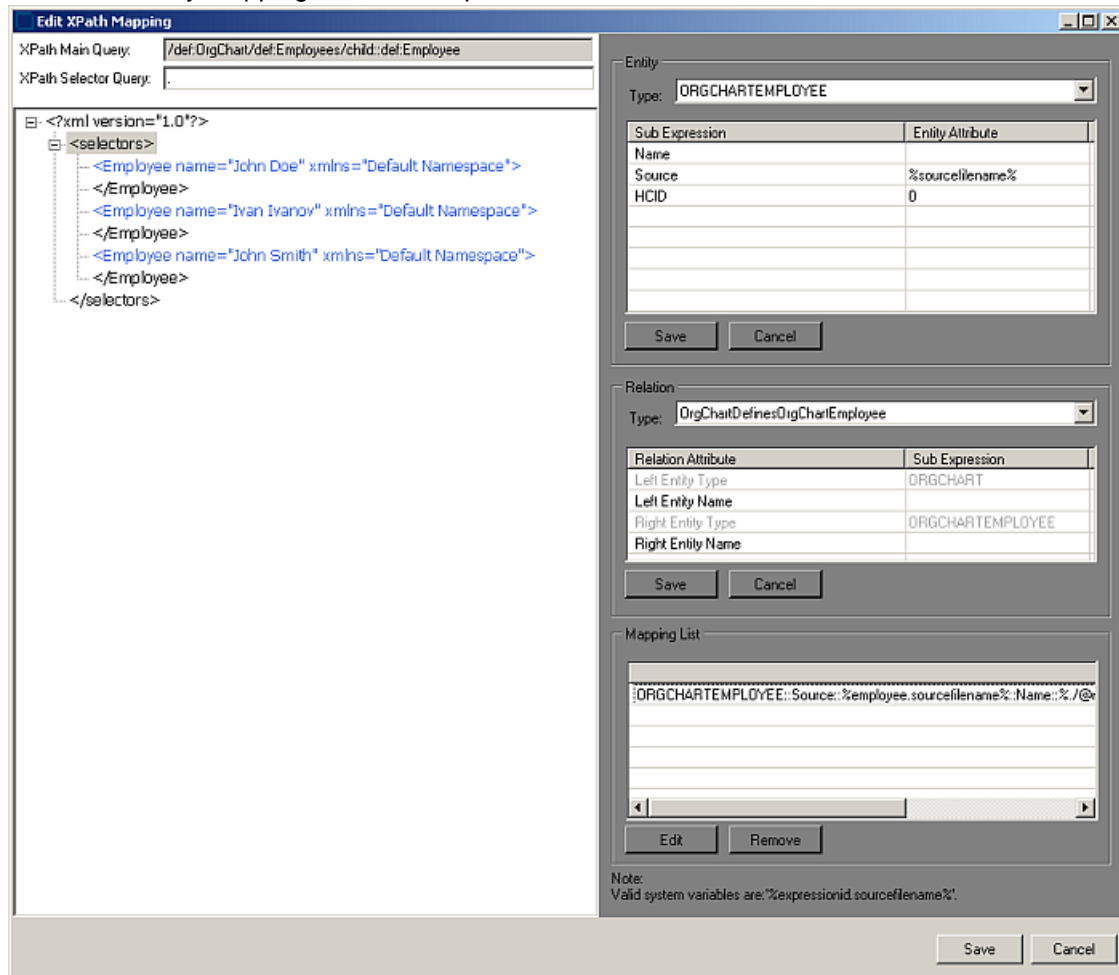 Edit XPath Mapping
XPath Main Query: /def:OrgChart/def:Employees/child::def:Employee
XPath Selector Query: .
<?xml version="1.0"?>
<selectors>
<Employee name="John Doe" xmlns="Default Namespace">
</Employee>
<Employee name="Ivan Ivanov" xmlns="Default Namespace">
</Employee>
<Employee name="John Smith" xmlns="Default Namespace">
</Employee>
</selectors>
Entity
Type: ORGCHARTEMPLOYEE
Sub Expression Entity Attribute
Name
Source %sourcefilename%
HCID 0
Save Cancel
Relation
Type: OrgChartDefinesOrgChartEmployee
Relation Attribute Sub Expression
Left Entity Type ORGCHART
Left Entity Name
Right Entity Type ORGCHARTEMPLOYEE
Right Entity Name
Save Cancel
Mapping List
ORGCHARTEMPLOYEE::Source::%employee.sourcefilename%::Name::%./@
Edit Remove
Note:
Valid system variables are:'%expressionid.sourcefilename%'.
Save Cancel